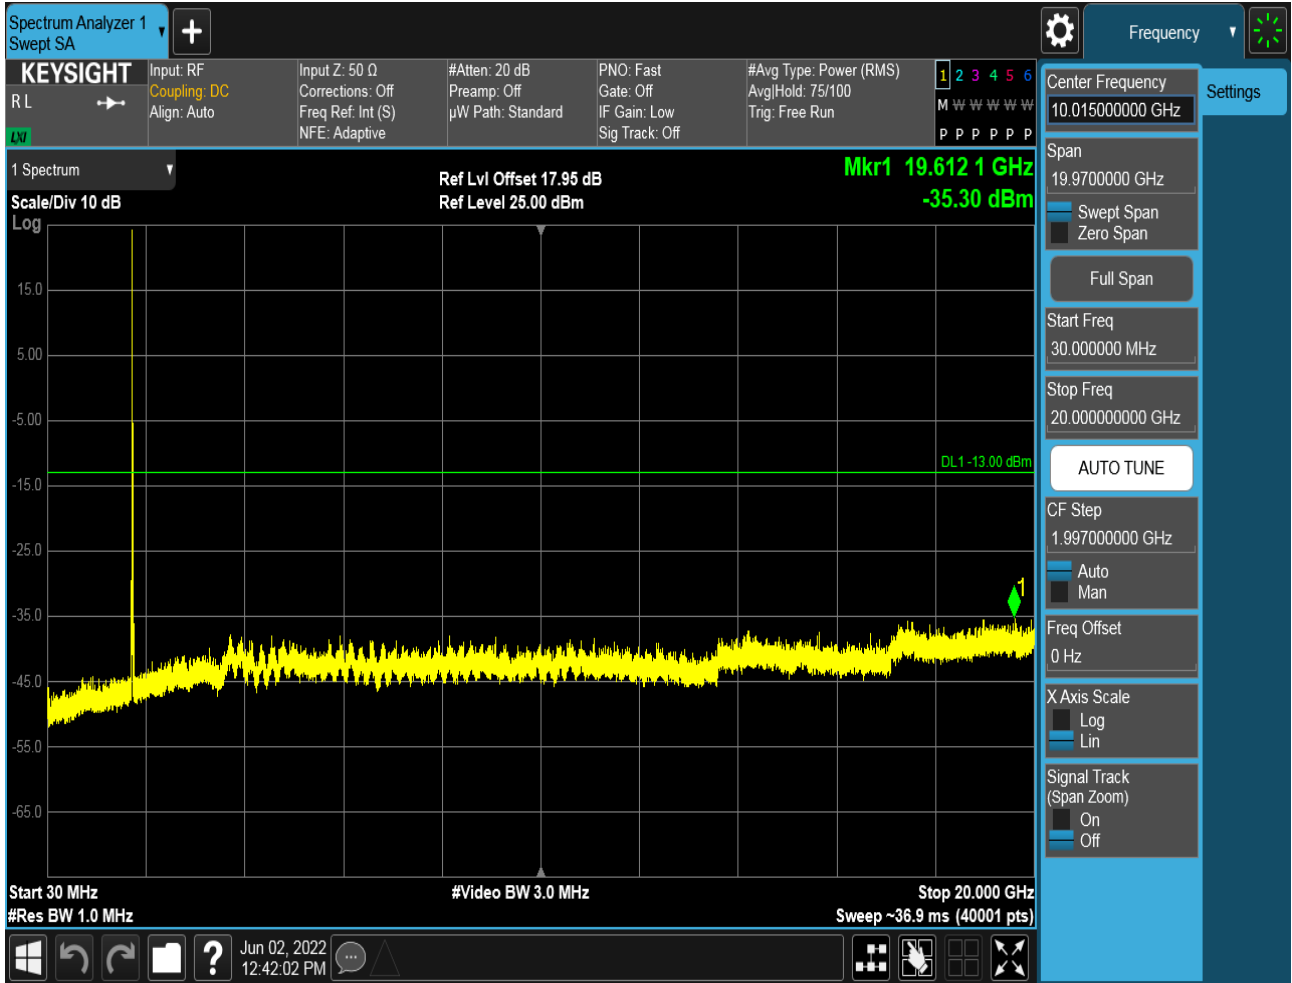 Spectrum Analyzer 1
Swept SA
Frequency
KEYSIGHT
R L
LXI
Input: RF
Coupling: DC
Align: Auto
Input Z: 50 Ω
Corrections: Off
Freq Ref: Int (S)
NFE: Adaptive
#Atten: 20 dB
Preamp: Off
µW Path: Standard
PNO: Fast
Gate: Off
IF Gain: Low
Sig Track: Off
#Avg Type: Power (RMS)
Avg|Hold: 75/100
Trig: Free Run
1 2 3 4 5 6
M W W W W W
P P P P P P
1 Spectrum
Scale/Div 10 dB
Log
Ref Lvl Offset 17.95 dB
Ref Level 25.00 dBm
Mkr1 19.612 1 GHz
-35.30 dBm
15.0
5.00
-5.00
-15.0
-25.0
-35.0
-45.0
-55.0
-65.0
DL1 -13.00 dBm
1
Start 30 MHz
#Res BW 1.0 MHz
#Video BW 3.0 MHz
Stop 20.000 GHz
Sweep ~36.9 ms (40001 pts)
Jun 02, 2022
12:42:02 PM
?
Center Frequency
10.015000000 GHz
Settings
Span
19.9700000 GHz
Swept Span
Zero Span
Full Span
Start Freq
30.000000 MHz
Stop Freq
20.000000000 GHz
AUTO TUNE
CF Step
1.997000000 GHz
Auto
Man
Freq Offset
0 Hz
X Axis Scale
Log
Lin
Signal Track
(Span Zoom)
On
Off